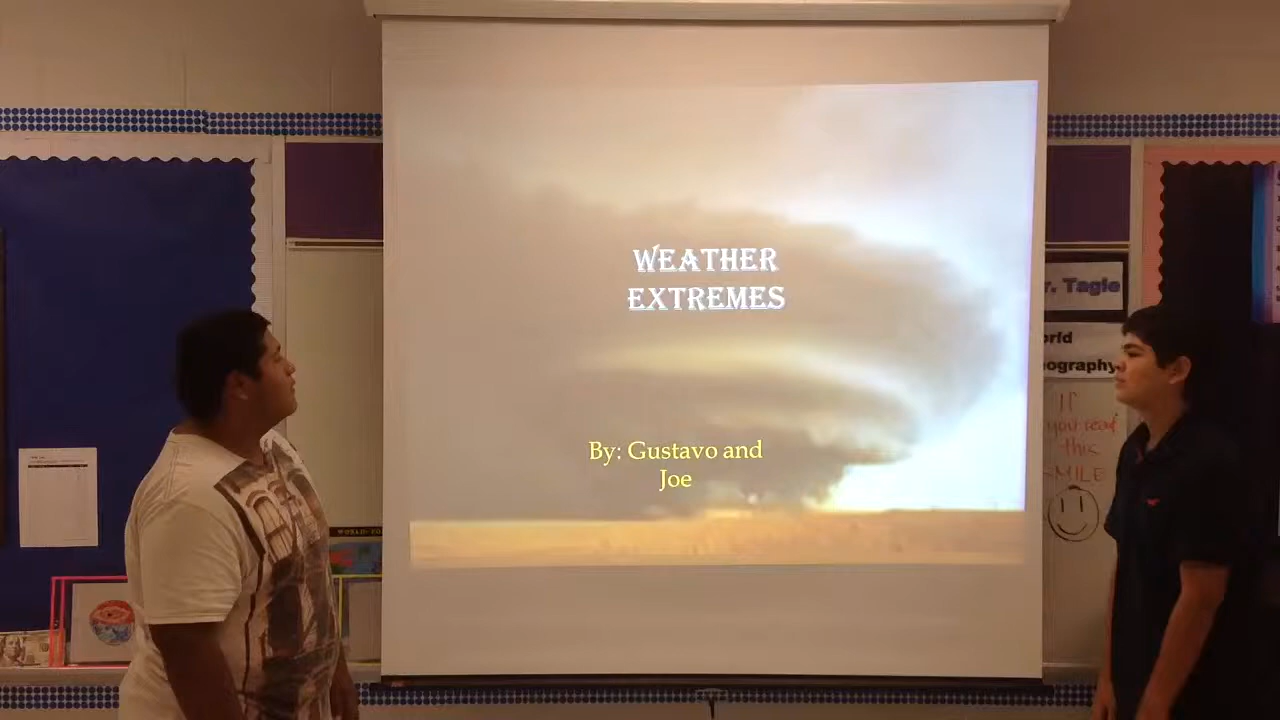 WEATHER
EXTREMES
By: Gustavo and
Joe
r. Tagle
orld
ography
If
you read
this
SMILE